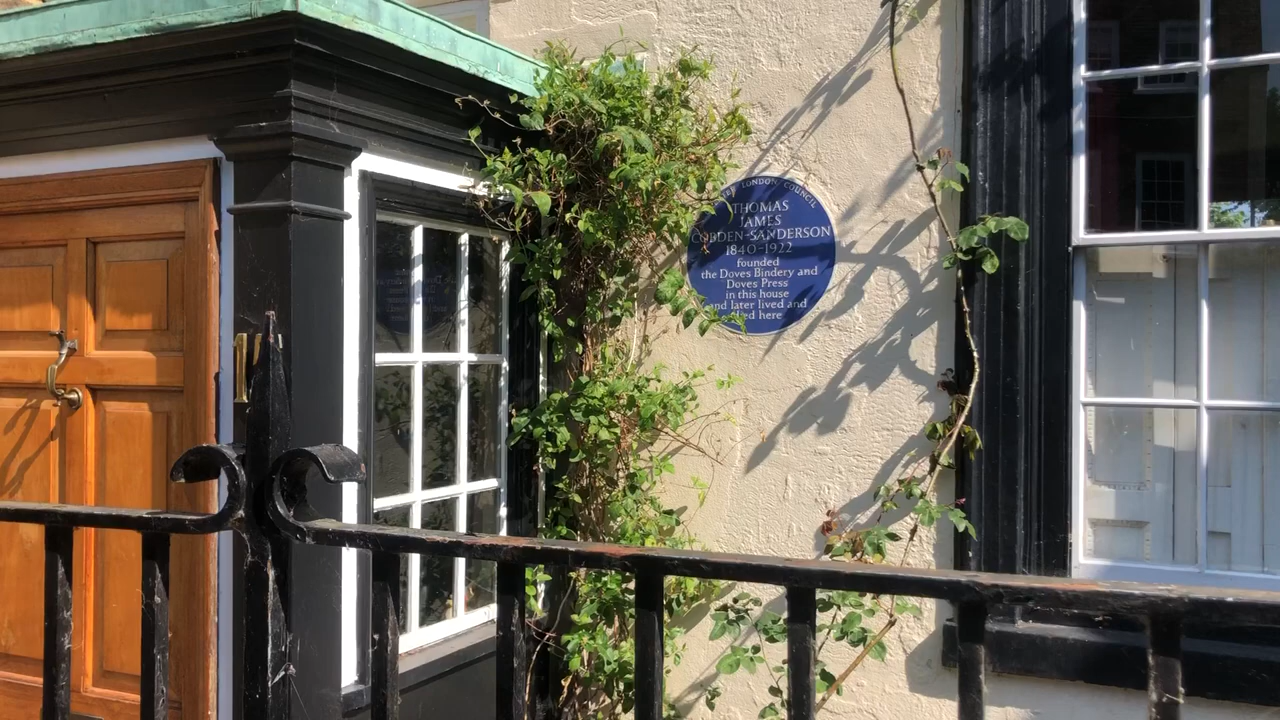 LONDON COUNCIL
THOMAS
JAMES
COBDEN-SANDERSON
1840-1922
founded
the Doves Bindery and
Doves Press
in this house
and later lived and
died here